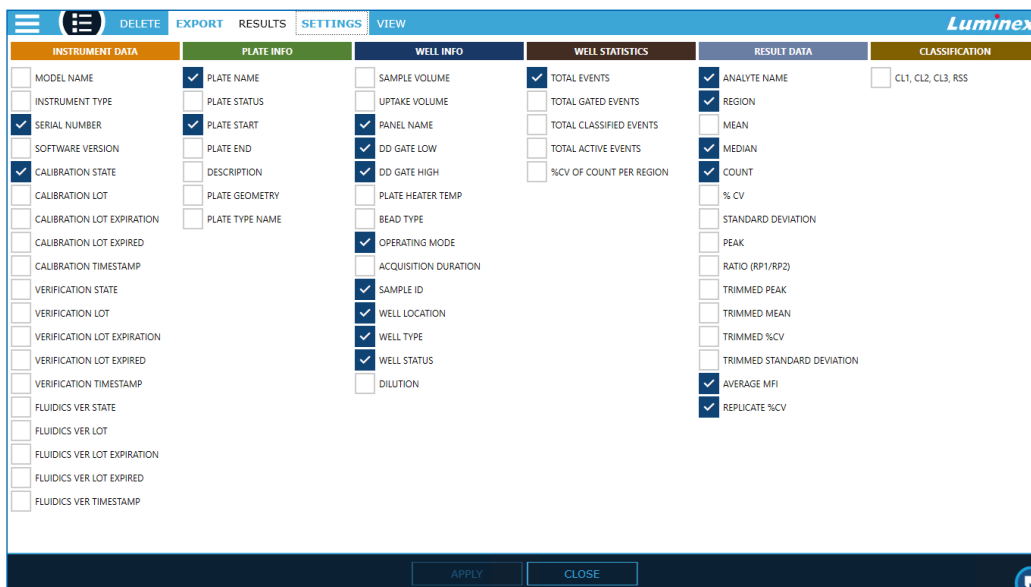 DELETE EXPORT RESULTS SETTINGS VIEW Luminex
INSTRUMENT DATA
MODEL NAME
INSTRUMENT TYPE
SERIAL NUMBER
SOFTWARE VERSION
CALIBRATION STATE
CALIBRATION LOT
CALIBRATION LOT EXPIRATION
CALIBRATION LOT EXPIRED
CALIBRATION TIMESTAMP
VERIFICATION STATE
VERIFICATION LOT
VERIFICATION LOT EXPIRATION
VERIFICATION LOT EXPIRED
VERIFICATION TIMESTAMP
FLUIDICS VER STATE
FLUIDICS VER LOT
FLUIDICS VER LOT EXPIRATION
FLUIDICS VER LOT EXPIRED
FLUIDICS VER TIMESTAMP
PLATE INFO
PLATE NAME
PLATE STATUS
PLATE START
PLATE END
DESCRIPTION
PLATE GEOMETRY
PLATE TYPE NAME
WELL INFO
SAMPLE VOLUME
UPTAKE VOLUME
PANEL NAME
DD GATE LOW
DD GATE HIGH
PLATE HEATER TEMP
BEAD TYPE
OPERATING MODE
ACQUISITION DURATION
SAMPLE ID
WELL LOCATION
WELL TYPE
WELL STATUS
DILUTION
WELL STATISTICS
TOTAL EVENTS
TOTAL GATED EVENTS
TOTAL CLASSIFIED EVENTS
TOTAL ACTIVE EVENTS
%CV OF COUNT PER REGION
RESULT DATA
ANALYTE NAME
REGION
MEAN
MEDIAN
COUNT
% CV
STANDARD DEVIATION
PEAK
RATIO (RP1/RP2)
TRIMMED PEAK
TRIMMED MEAN
TRIMMED %CV
TRIMMED STANDARD DEVIATION
AVERAGE MFI
REPLICATE %CV
CLASSIFICATION
CL1, CL2, CL3, RSS
APPLY CLOSE